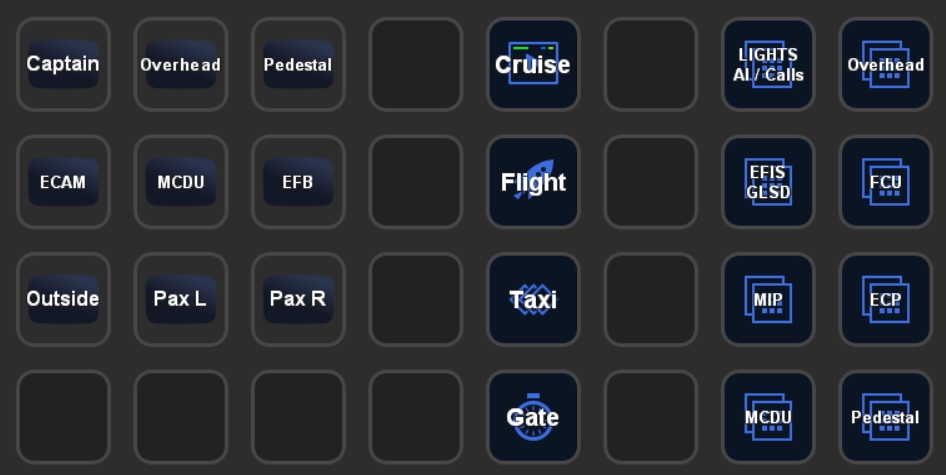 Captain
Overhead
Pedestal
Cruise
LIGHTS
AI./ Calls
Overhead
ECAM
MCDU
EFB
Flight
EFIS
GLSD
FCU
Outside
Pax L
Pax R
Taxi
MIP
ECP
Gate
MCDU
Pedestal